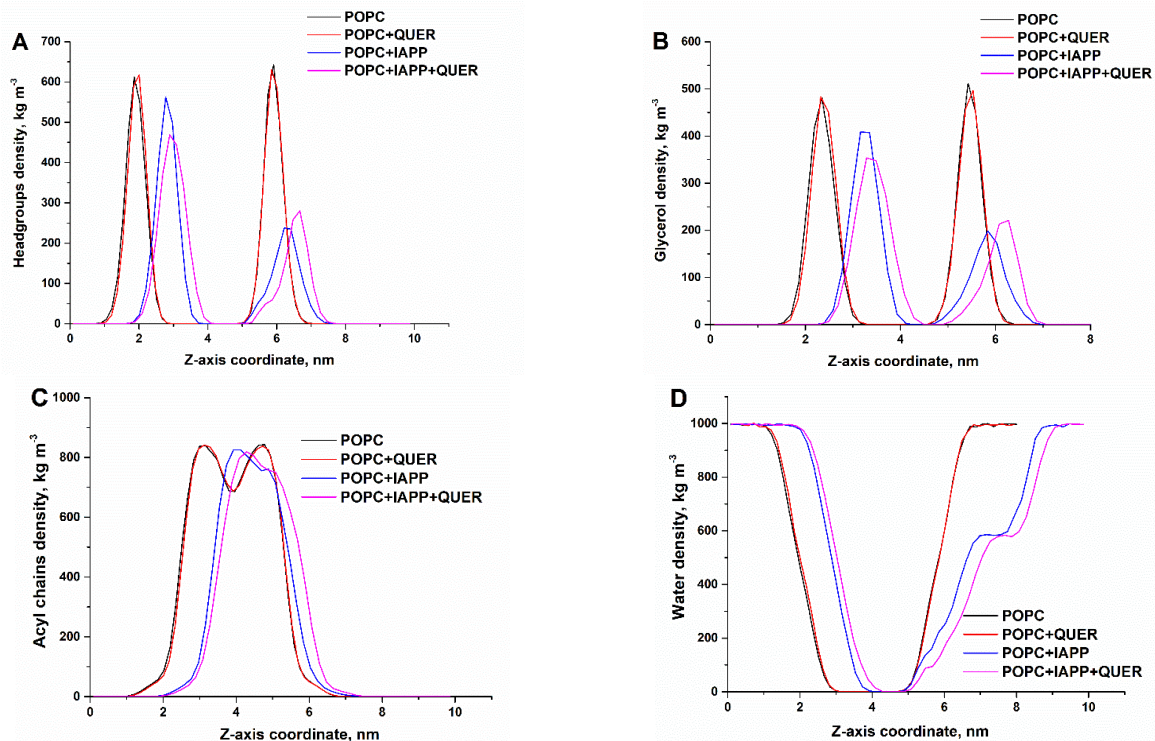 A
POPC
POPC+QUER
POPC+IAPP
POPC+IAPP+QUER
700
600
500
400
300
200
100
0
Headgroups density, kg m-3
0 2 4 6 8 10
Z-axis coordinate, nm
B
POPC
POPC+QUER
POPC+IAPP
POPC+IAPP+QUER
600
500
400
300
200
100
0
Glycerol density, kg m-3
0 2 4 6 8
Z-axis coordinate, nm
C
POPC
POPC+QUER
POPC+IAPP
POPC+IAPP+QUER
1000
800
600
400
200
0
Acyl chains density, kg m-3
0 2 4 6 8 10
Z-axis coordinate, nm
D
POPC
POPC+QUER
POPC+IAPP
POPC+IAPP+QUER
1000
800
600
400
200
0
Water density, kg m-3
0 2 4 6 8 10
Z-axis coordinate, nm